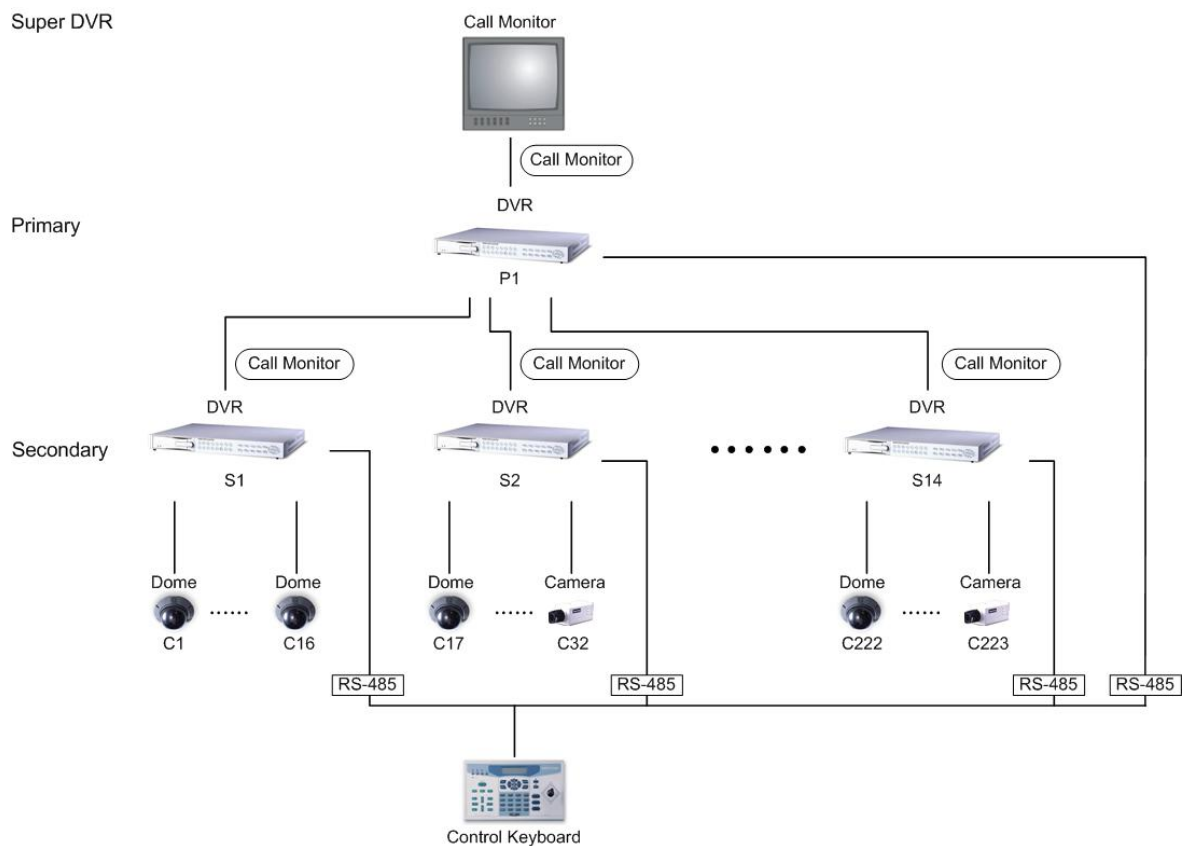 Super DVR
Call Monitor
Call Monitor
DVR
Primary
P1
Call Monitor
Call Monitor
Call Monitor
DVR
DVR
DVR
Secondary
S1
S2
S14
Dome
Dome
Dome
Camera
Dome
Camera
C1
C16
C17
C32
C222
C223
RS-485
RS-485
RS-485
RS-485
Control Keyboard